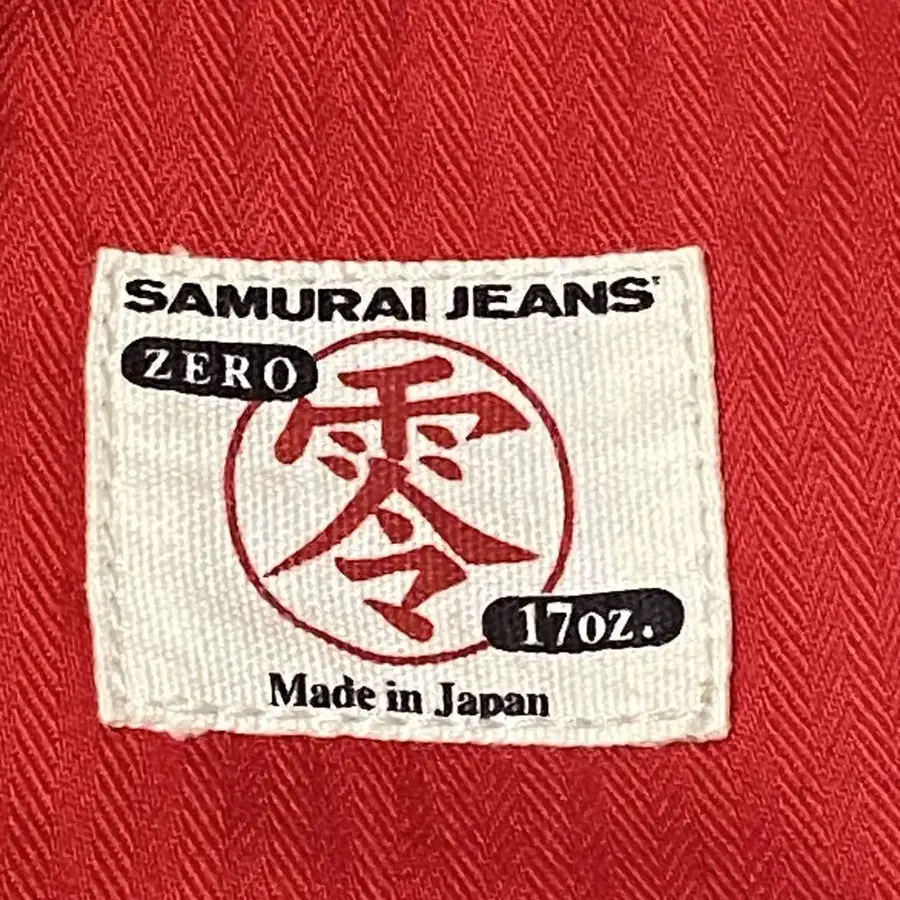 SAMURAI JEANS
ZERO
零
17oz.
Made in Japan